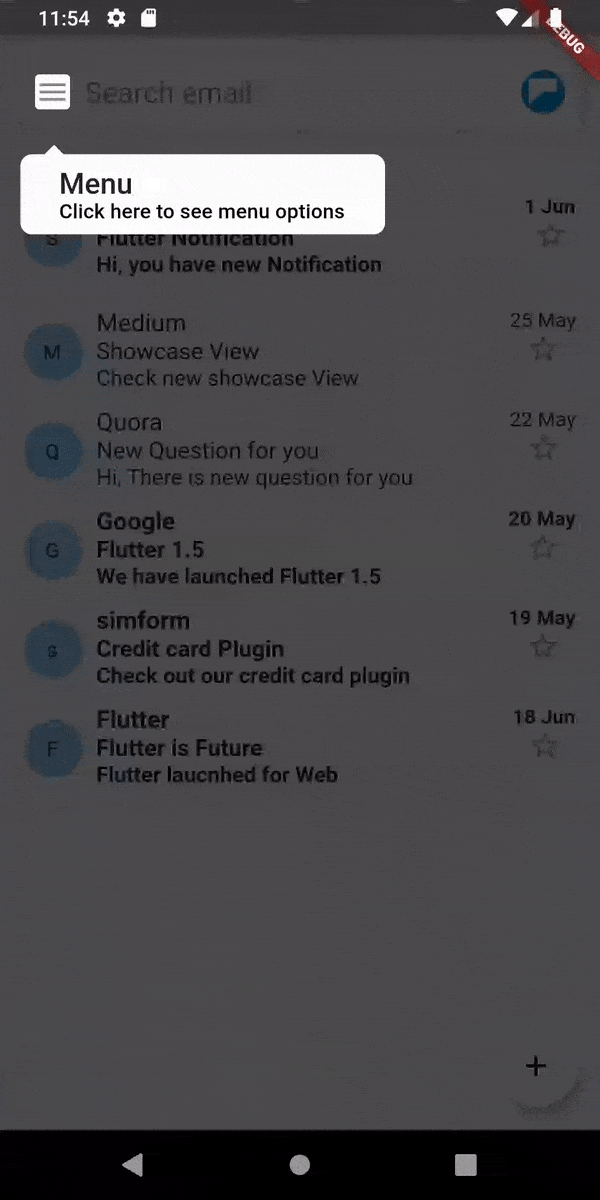 11:54
DEBUG
Search email
Menu
Click here to see menu options
1 Jun
S
Flutter Notification
Hi, you have new Notification
Medium
25 May
M
Showcase View
Check new showcase View
Quora
22 May
Q
New Question for you
Hi, There is new question for you
Google
20 May
G
Flutter 1.5
We have launched Flutter 1.5
simform
19 May
s
Credit card Plugin
Check out our credit card plugin
Flutter
18 Jun
F
Flutter is Future
Flutter laucnhed for Web
+